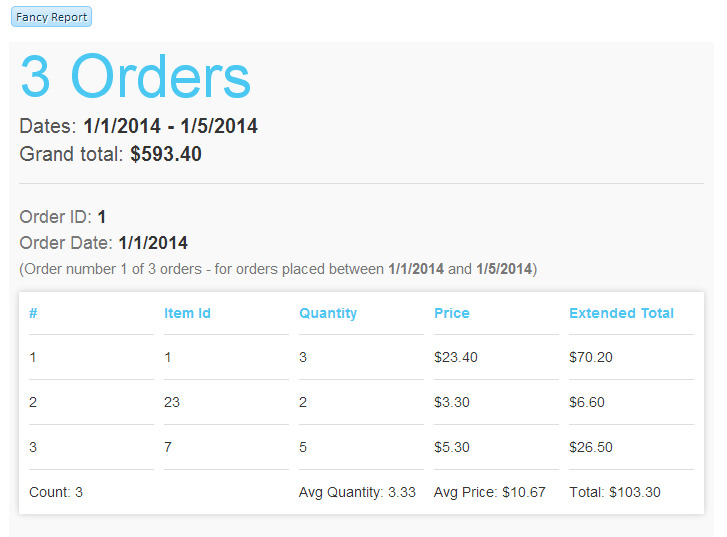 Fancy Report
3 Orders
Dates: 1/1/2014 - 1/5/2014
Grand total: $593.40
Order ID: 1
Order Date: 1/1/2014
(Order number 1 of 3 orders - for orders placed between 1/1/2014 and 1/5/2014)
# Item Id Quantity Price Extended Total
1 1 3 $23.40 $70.20
2 23 2 $3.30 $6.60
3 7 5 $5.30 $26.50
Count: 3 Avg Quantity: 3.33 Avg Price: $10.67 Total: $103.30